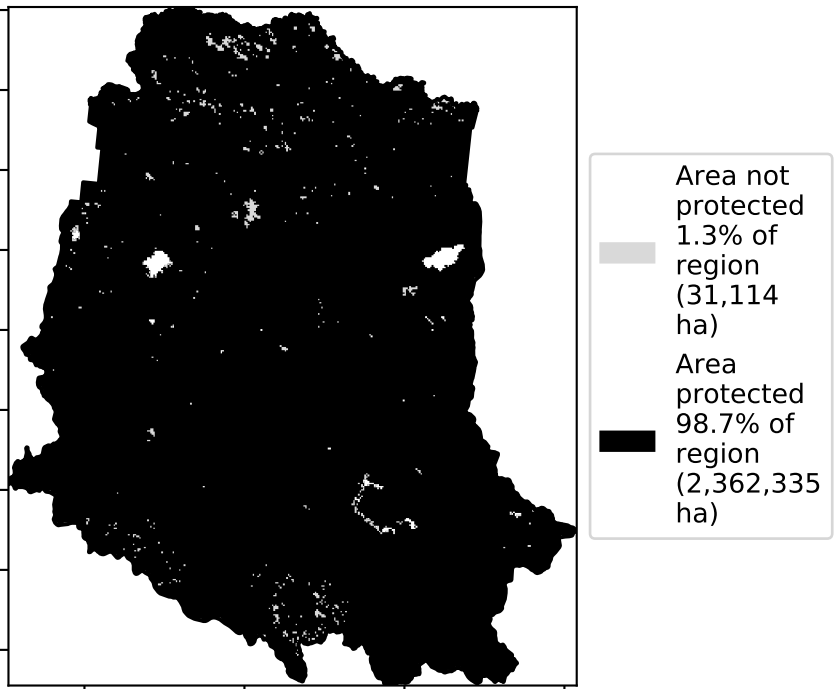 Area not
protected
1.3% of
region
(31,114
ha)
Area
protected
98.7% of
region
(2,362,335
ha)